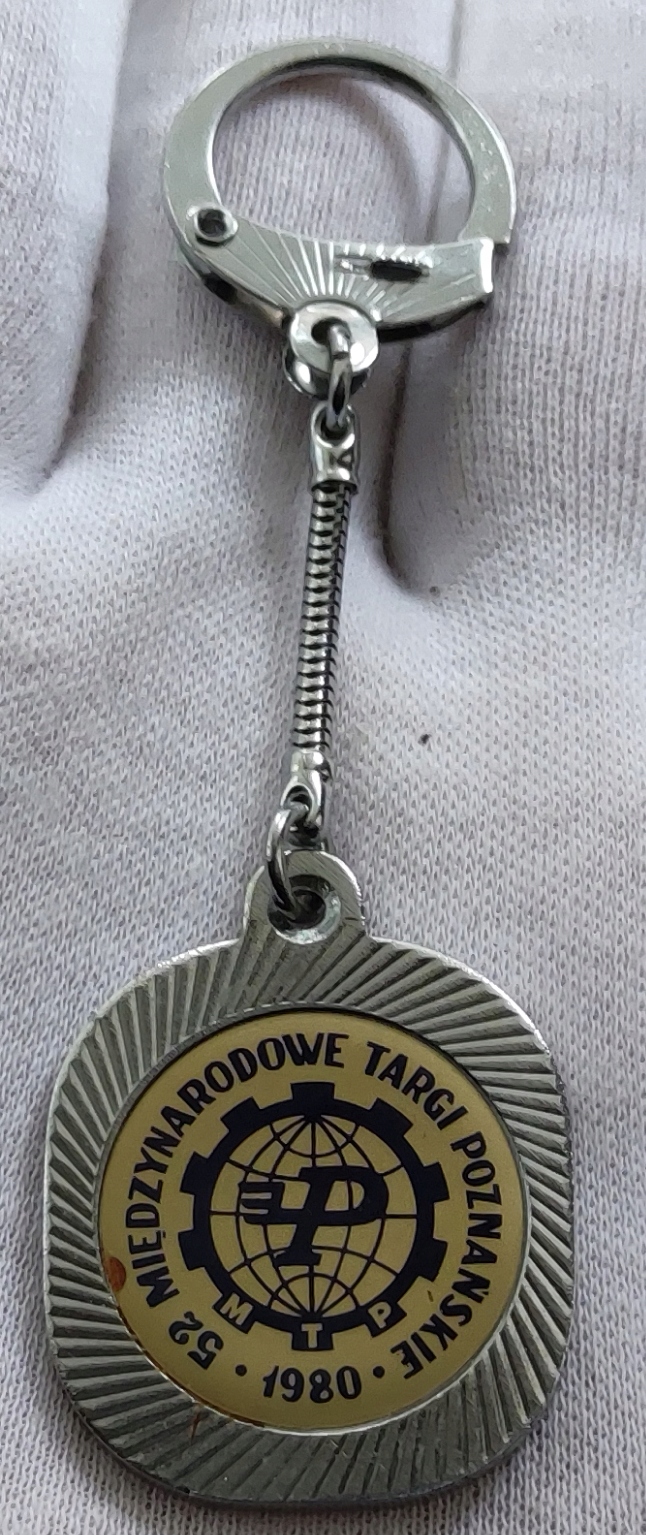 52 MIĘDZYNARODOWE TARGI POZNAŃSKIE
• 1980 •
P
M T P